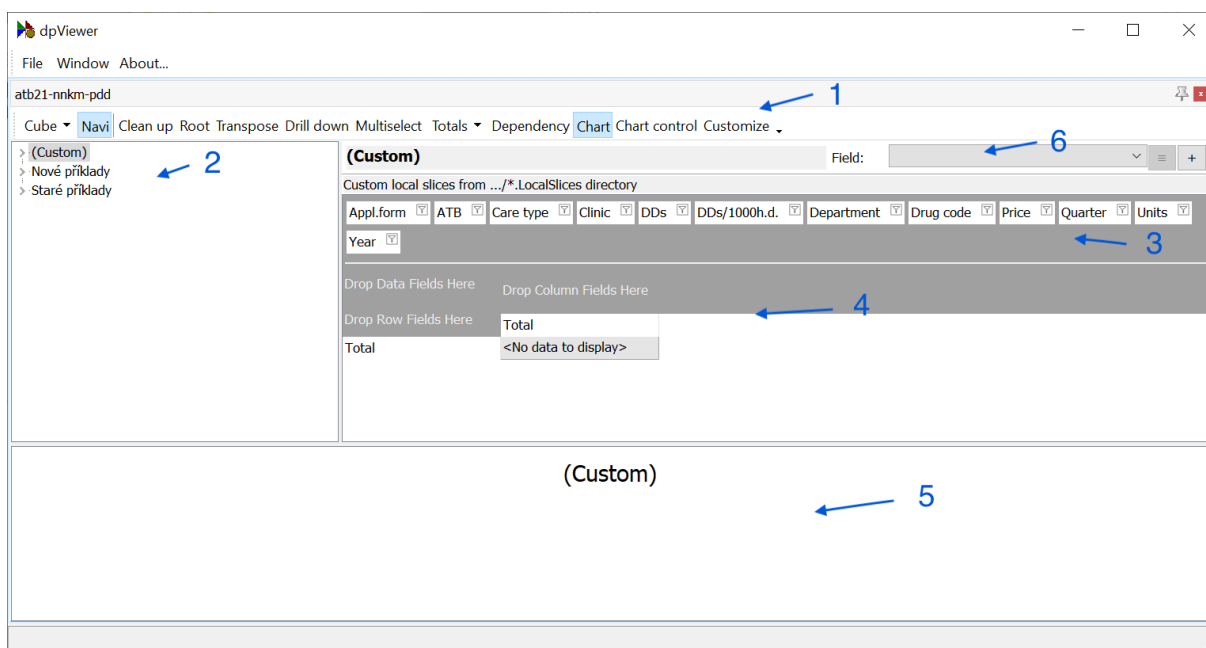 dpViewer
File Window About...
atb21-nnkm-pdd
1
Cube Navi Clean up Root Transpose Drill down Multiselect Totals Dependency Chart Chart control Customize
(Custom)
Nové příklady
Staré příklady
2
(Custom) Field:
6
Custom local slices from .../*.LocalSlices directory
Appl.form ATB Care type Clinic DDs DDs/1000h.d. Department Drug code Price Quarter Units
Year
3
Drop Data Fields Here Drop Column Fields Here
4
Drop Row Fields Here Total
Total <No data to display>
(Custom)
5